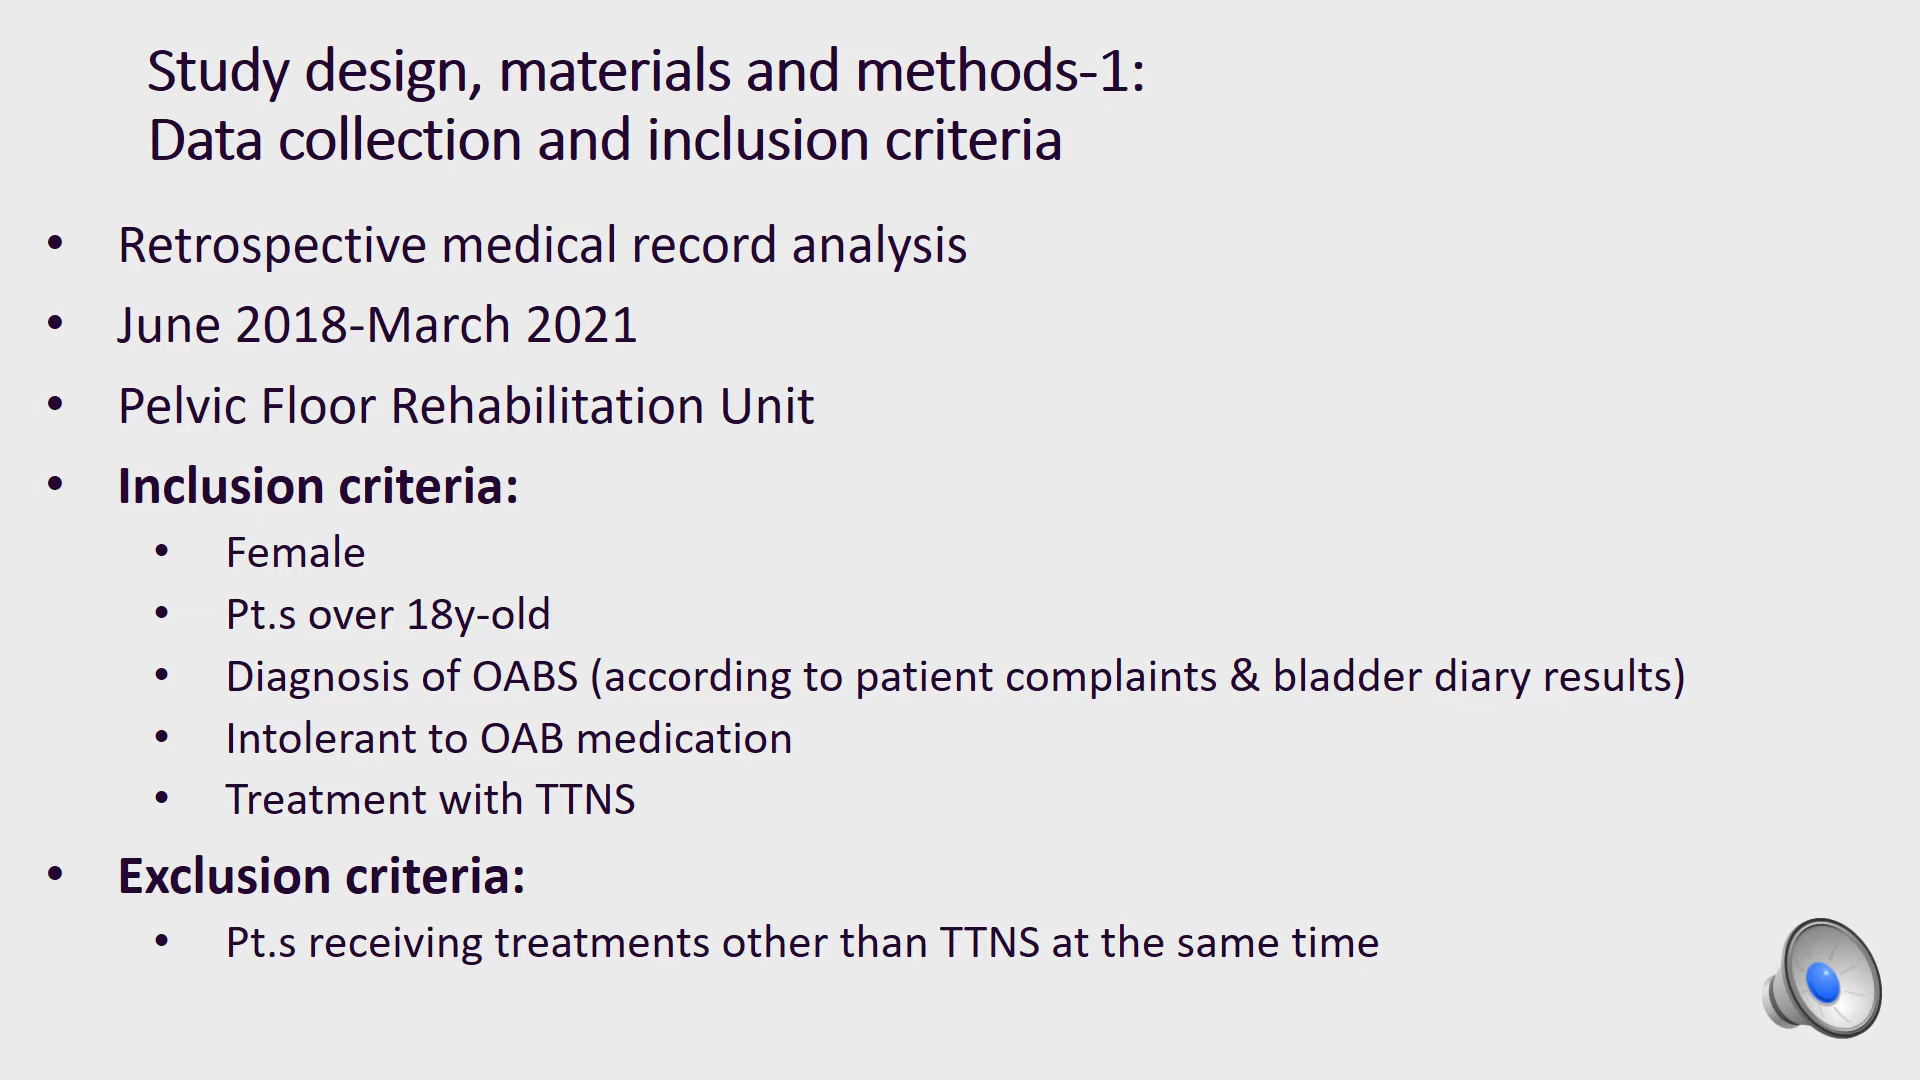 Study design, materials and methods-1:
Data collection and inclusion criteria
• Retrospective medical record analysis
• June 2018-March 2021
• Pelvic Floor Rehabilitation Unit
• Inclusion criteria:
• Female
• Pt.s over 18y-old
• Diagnosis of OABS (according to patient complaints & bladder diary results)
• Intolerant to OAB medication
• Treatment with TTNS
• Exclusion criteria:
• Pt.s receiving treatments other than TTNS at the same time